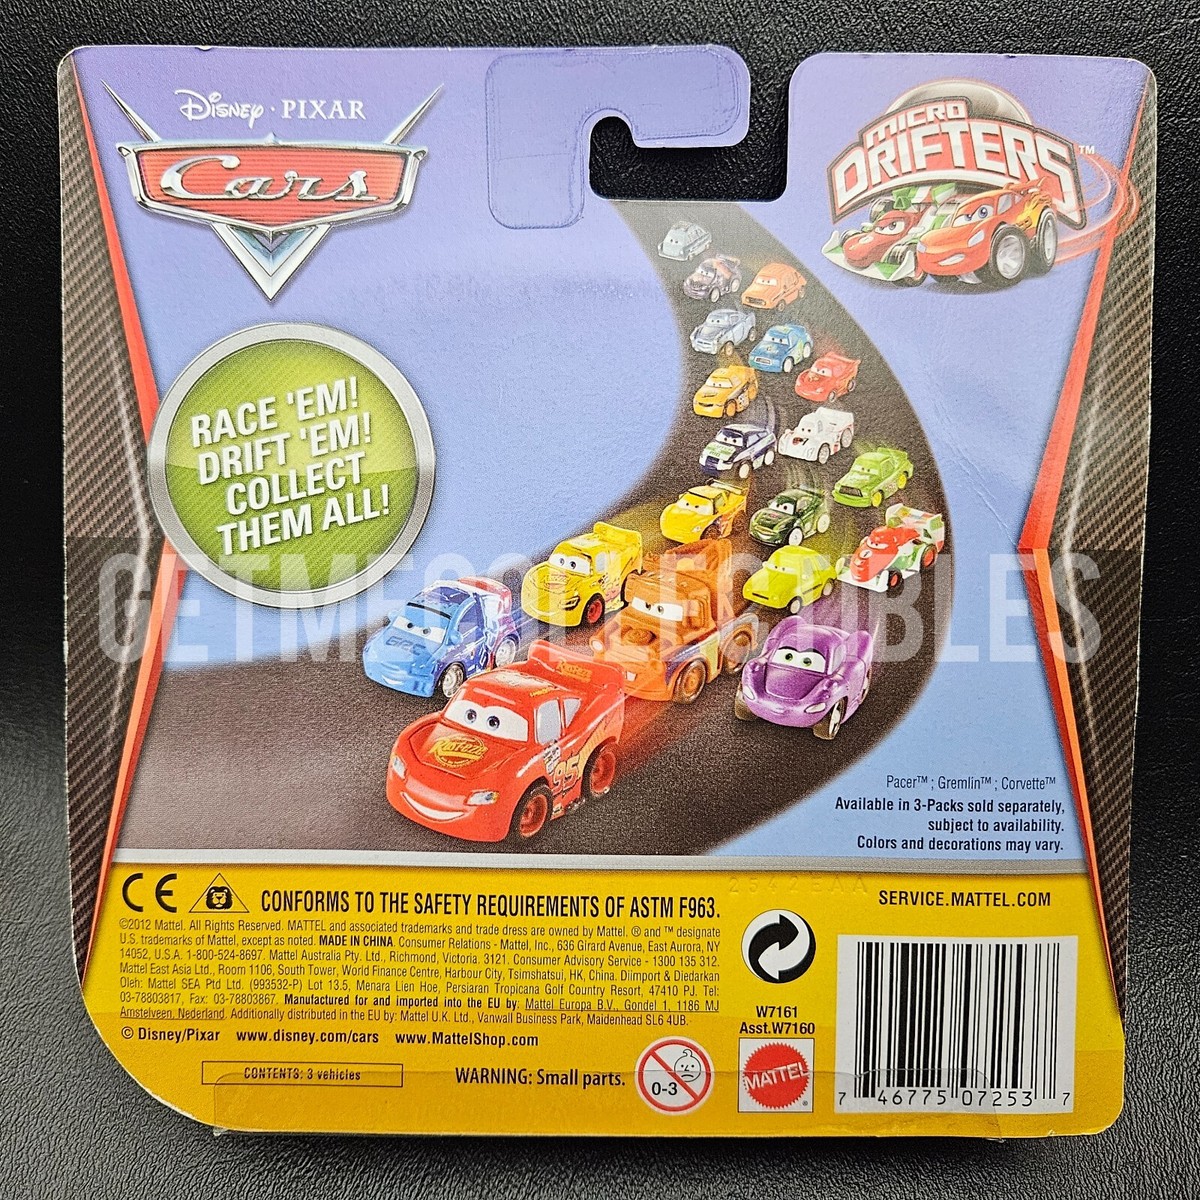 Disney · PIXAR
Cars
MICRO
DRIFTERS™
RACE 'EM!
DRIFT 'EM!
COLLECT
THEM ALL!
GETMECOLLECTIBLES
GRC
Rust-eze
Rust-eze
95
Pacer™ ; Gremlin™ ; Corvette™
Available in 3-Packs sold separately,
subject to availability.
Colors and decorations may vary.
2542EAA
CE CONFORMS TO THE SAFETY REQUIREMENTS OF ASTM F963.
SERVICE.MATTEL.COM
©2012 Mattel. All Rights Reserved. MATTEL and associated trademarks and trade dress are owned by Mattel. ® and ™ designate
U.S. trademarks of Mattel, except as noted. MADE IN CHINA. Consumer Relations - Mattel, Inc., 636 Girard Avenue, East Aurora, NY
14052, U.S.A. 1-800-524-8697. Mattel Australia Pty. Ltd., Richmond, Victoria. 3121. Consumer Advisory Service - 1300 135 312.
Mattel East Asia Ltd., Room 1106, South Tower, World Finance Centre, Harbour City, Tsimshatsui, HK, China. Diimport & Diedarkan
Oleh: Mattel SEA Ptd Ltd. (993532-P) Lot 13.5, Menara Lien Hoe, Persiaran Tropicana Golf Country Resort, 47410 PJ. Tel:
03-78803817, Fax: 03-78803867. Manufactured for and imported into the EU by: Mattel Europa B.V., Gondel 1, 1186 MJ
Amstelveen, Nederland. Additionally distributed in the EU by: Mattel U.K. Ltd., Vanwall Business Park, Maidenhead SL6 4UB.
© Disney/Pixar www.disney.com/cars www.MattelShop.com
W7161
Asst.W7160
CONTENTS: 3 vehicles
WARNING: Small parts.
0-3
MATTEL®
7 46775 07253 7